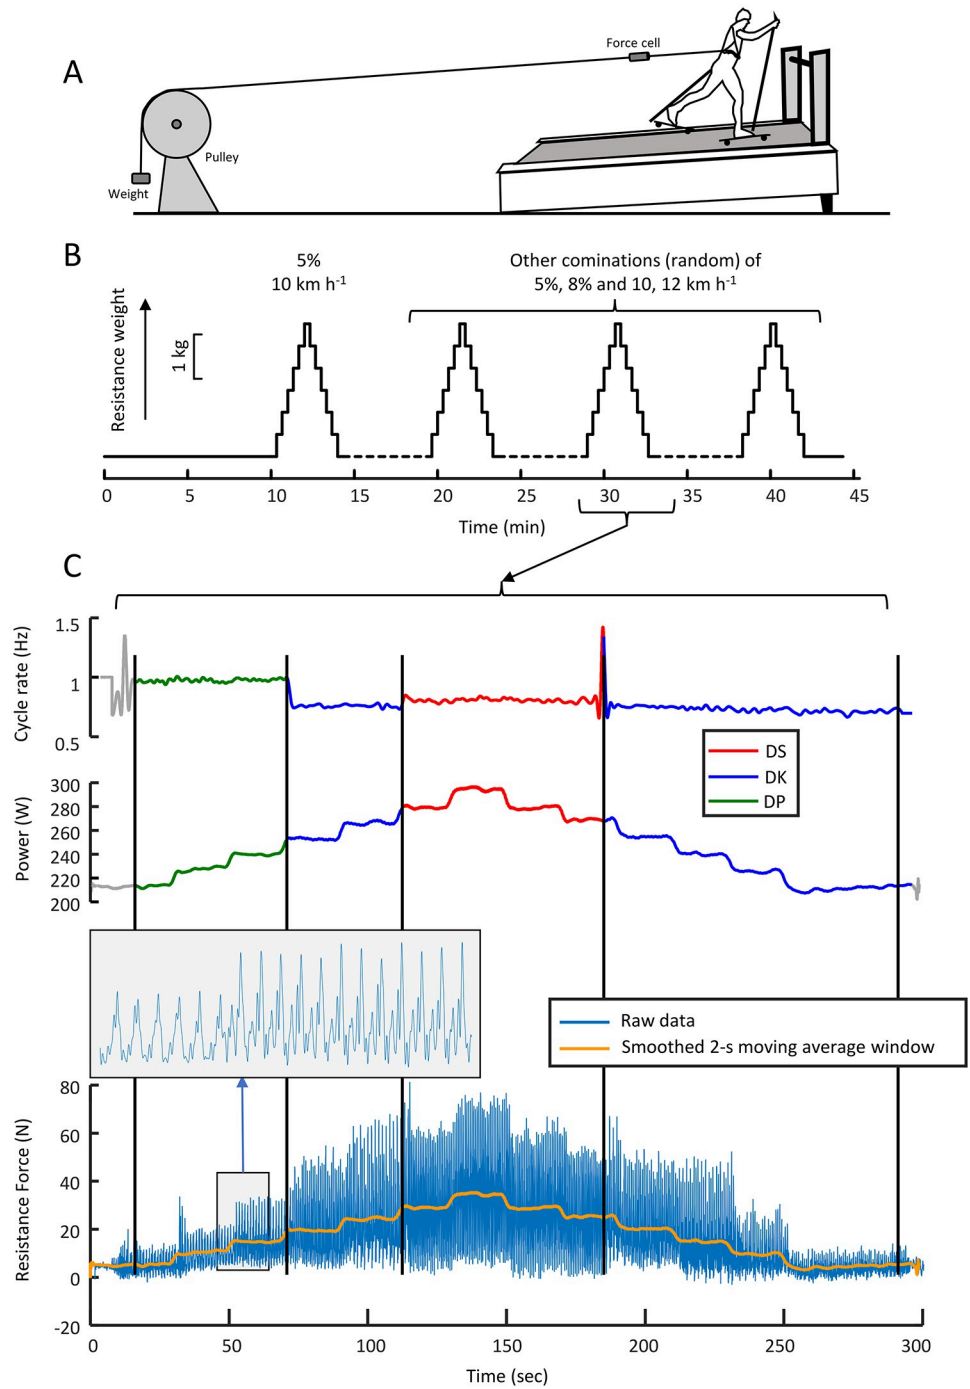 A
Force cell
Pulley
Weight
B
5%
10 km h-1
Other cominations (random) of
5%, 8% and 10, 12 km h-1
Resistance weight
1 kg
0 5 10 15 20 25 30 35 40 45
Time (min)
C
Cycle rate (Hz)
1.5
1
0.5
DS
DK
DP
Power (W)
300
280
260
240
220
200
Raw data
Smoothed 2-s moving average window
Resistance Force (N)
80
60
40
20
0
-20
0 50 100 150 200 250 300
Time (sec)